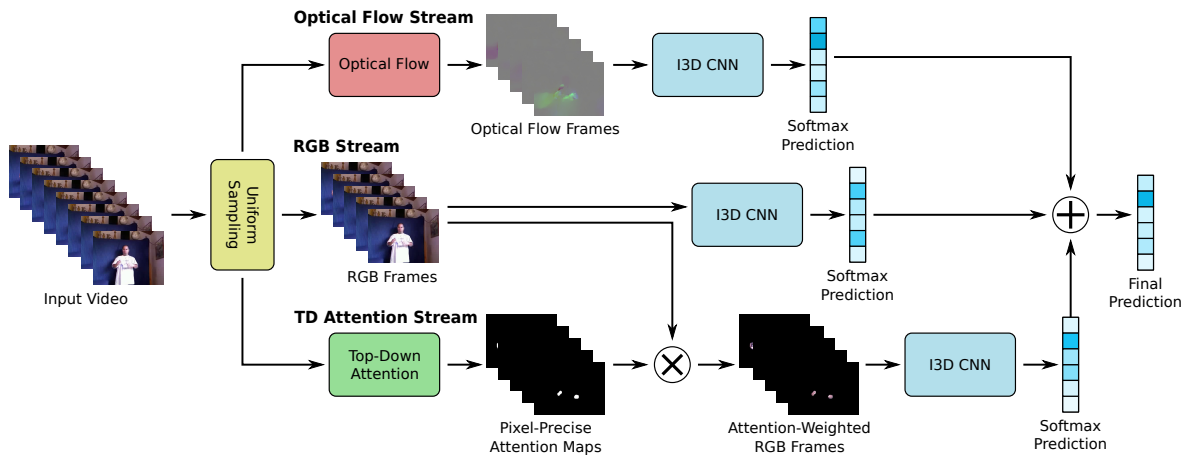 Optical Flow Stream
Optical Flow
Optical Flow Frames
I3D CNN
Softmax
Prediction
Input Video
Uniform
Sampling
RGB Stream
RGB Frames
I3D CNN
Softmax
Prediction
Final
Prediction
TD Attention Stream
Top-Down
Attention
Pixel-Precise
Attention Maps
Attention-Weighted
RGB Frames
I3D CNN
Softmax
Prediction